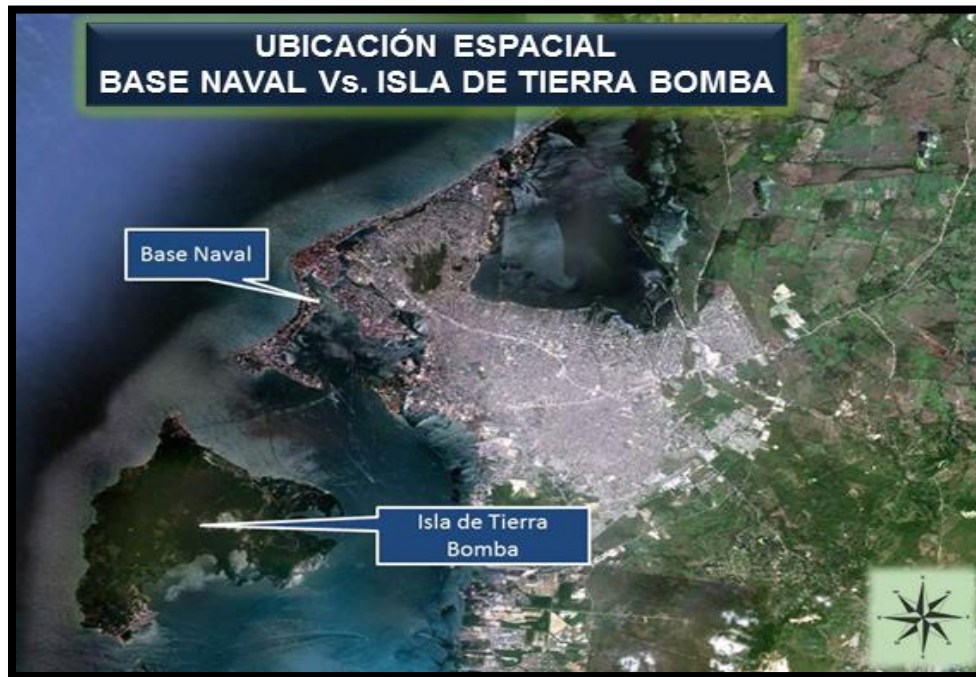 UBICACIÓN ESPACIAL
BASE NAVAL Vs. ISLA DE TIERRA BOMBA
Base Naval
Isla de Tierra
Bomba